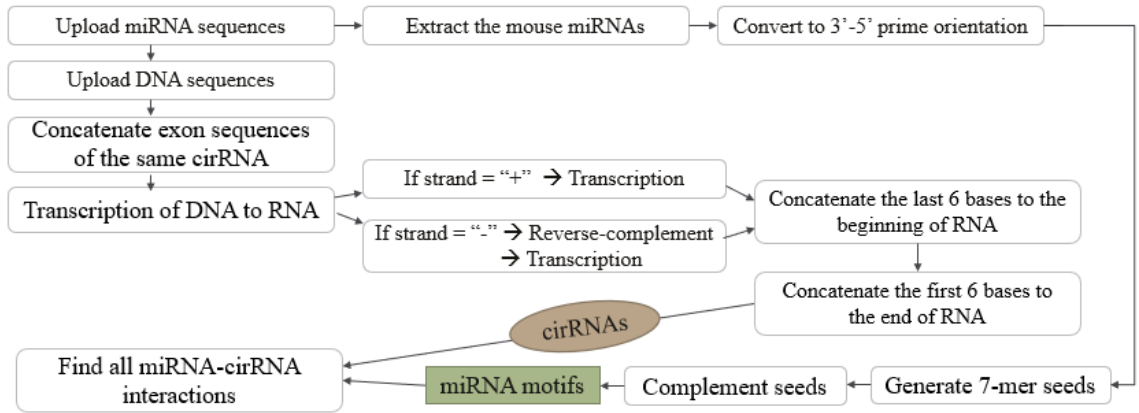 Upload miRNA sequences
Extract the mouse miRNAs
Convert to 3’-5’ prime orientation
Upload DNA sequences
Concatenate exon sequences
of the same cirRNA
Transcription of DNA to RNA
If strand = “+” → Transcription
If strand = “-” → Reverse-complement
→ Transcription
Concatenate the last 6 bases to the
beginning of RNA
Concatenate the first 6 bases to
the end of RNA
cirRNAs
Find all miRNA-cirRNA
interactions
miRNA motifs
Complement seeds
Generate 7-mer seeds